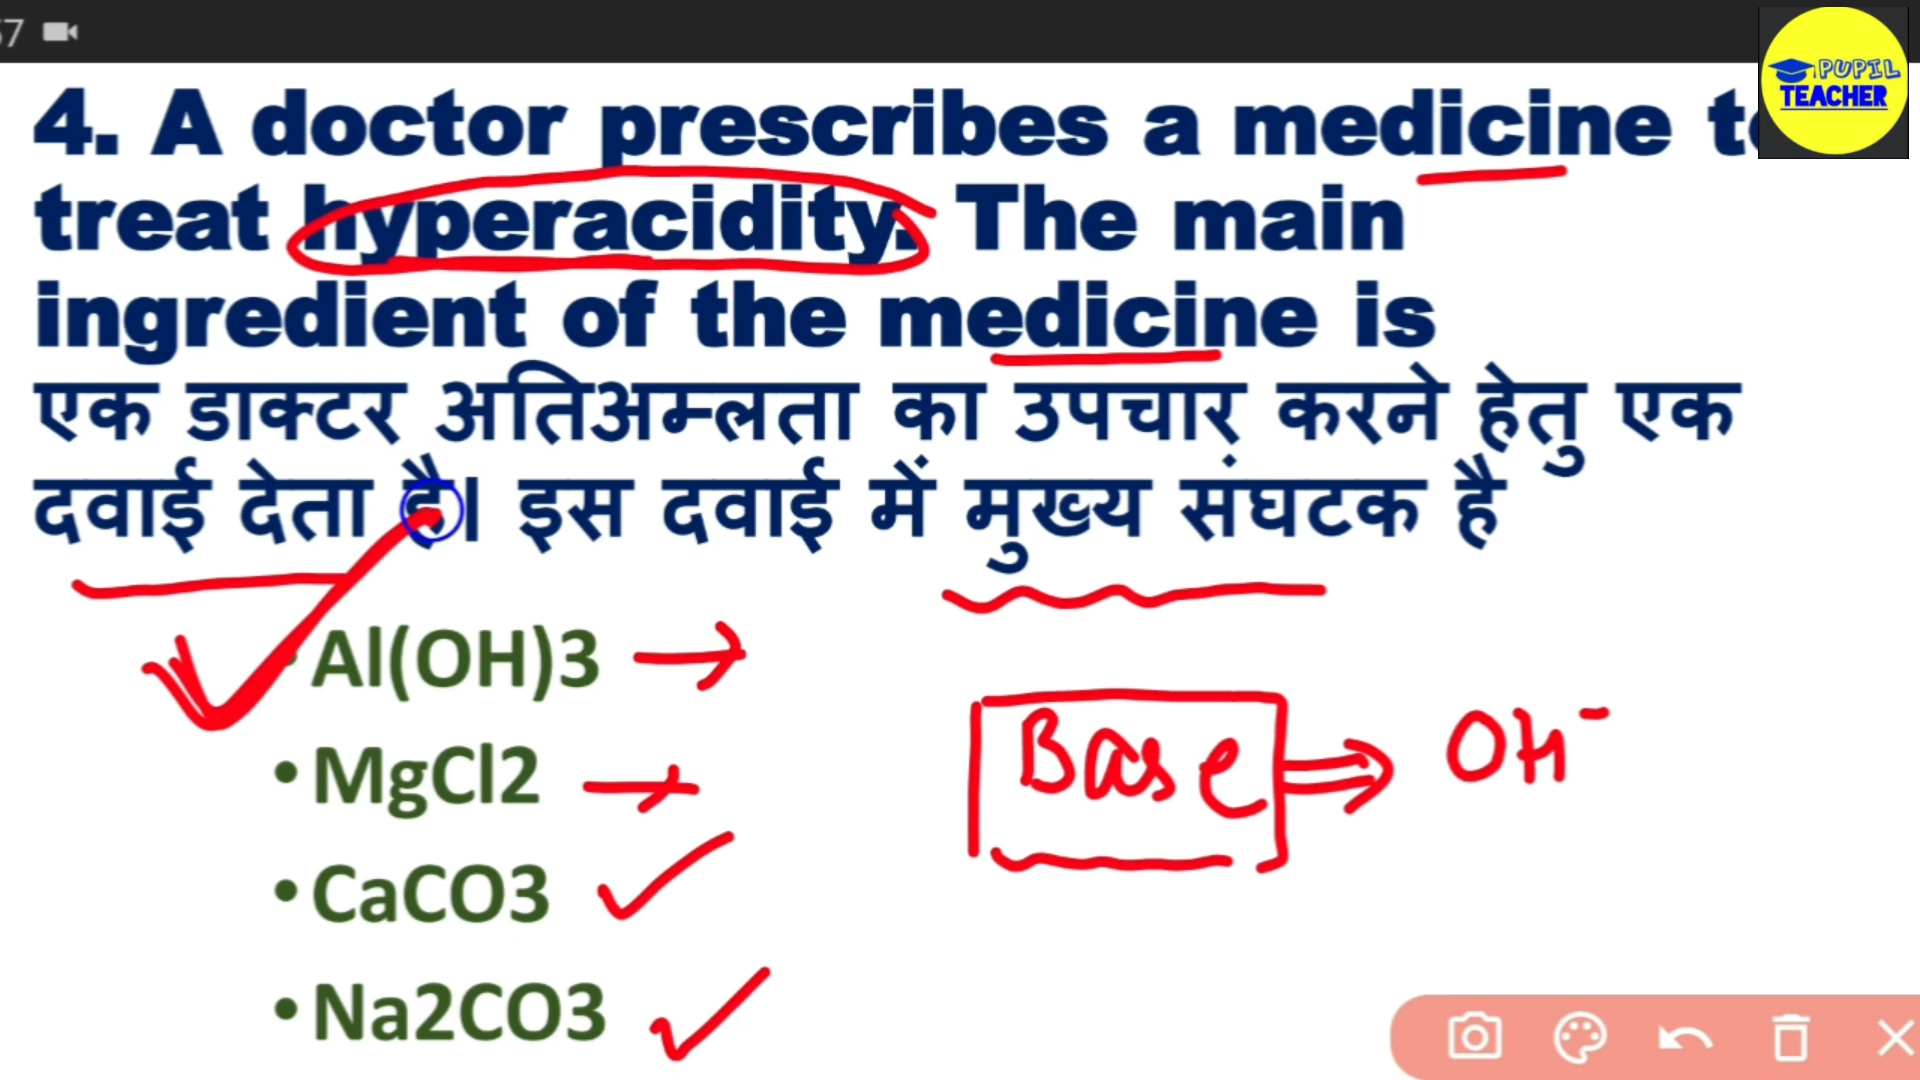 57
PUPIL
TEACHER
4. A doctor prescribes a medicine
treat hyperacidity. The main
ingredient of the medicine is
एक डाक्टर अतिअम्लता का उपचार करने हेतु एक
दवाई देता है। इस दवाई में मुख्य संघटक है
Al(OH)3
• MgCl2
• CaCO3
• Na2CO3
Base
OH⁻